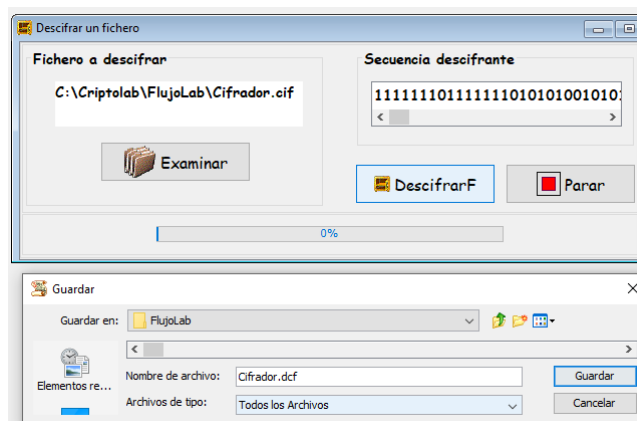 Descifrar un fichero
Fichero a descifrar
C:\Criptolab\FlujoLab\Cifrador.cif
Examinar
Secuencia descifrante
1111111011111111010101001010:
DescifrarF
Parar
0%
Guardar
Guardar en:
FlujoLab
Elementos re...
Nombre de archivo:
Cifrador.dcf
Guardar
Archivos de tipo:
Todos los Archivos
Cancelar